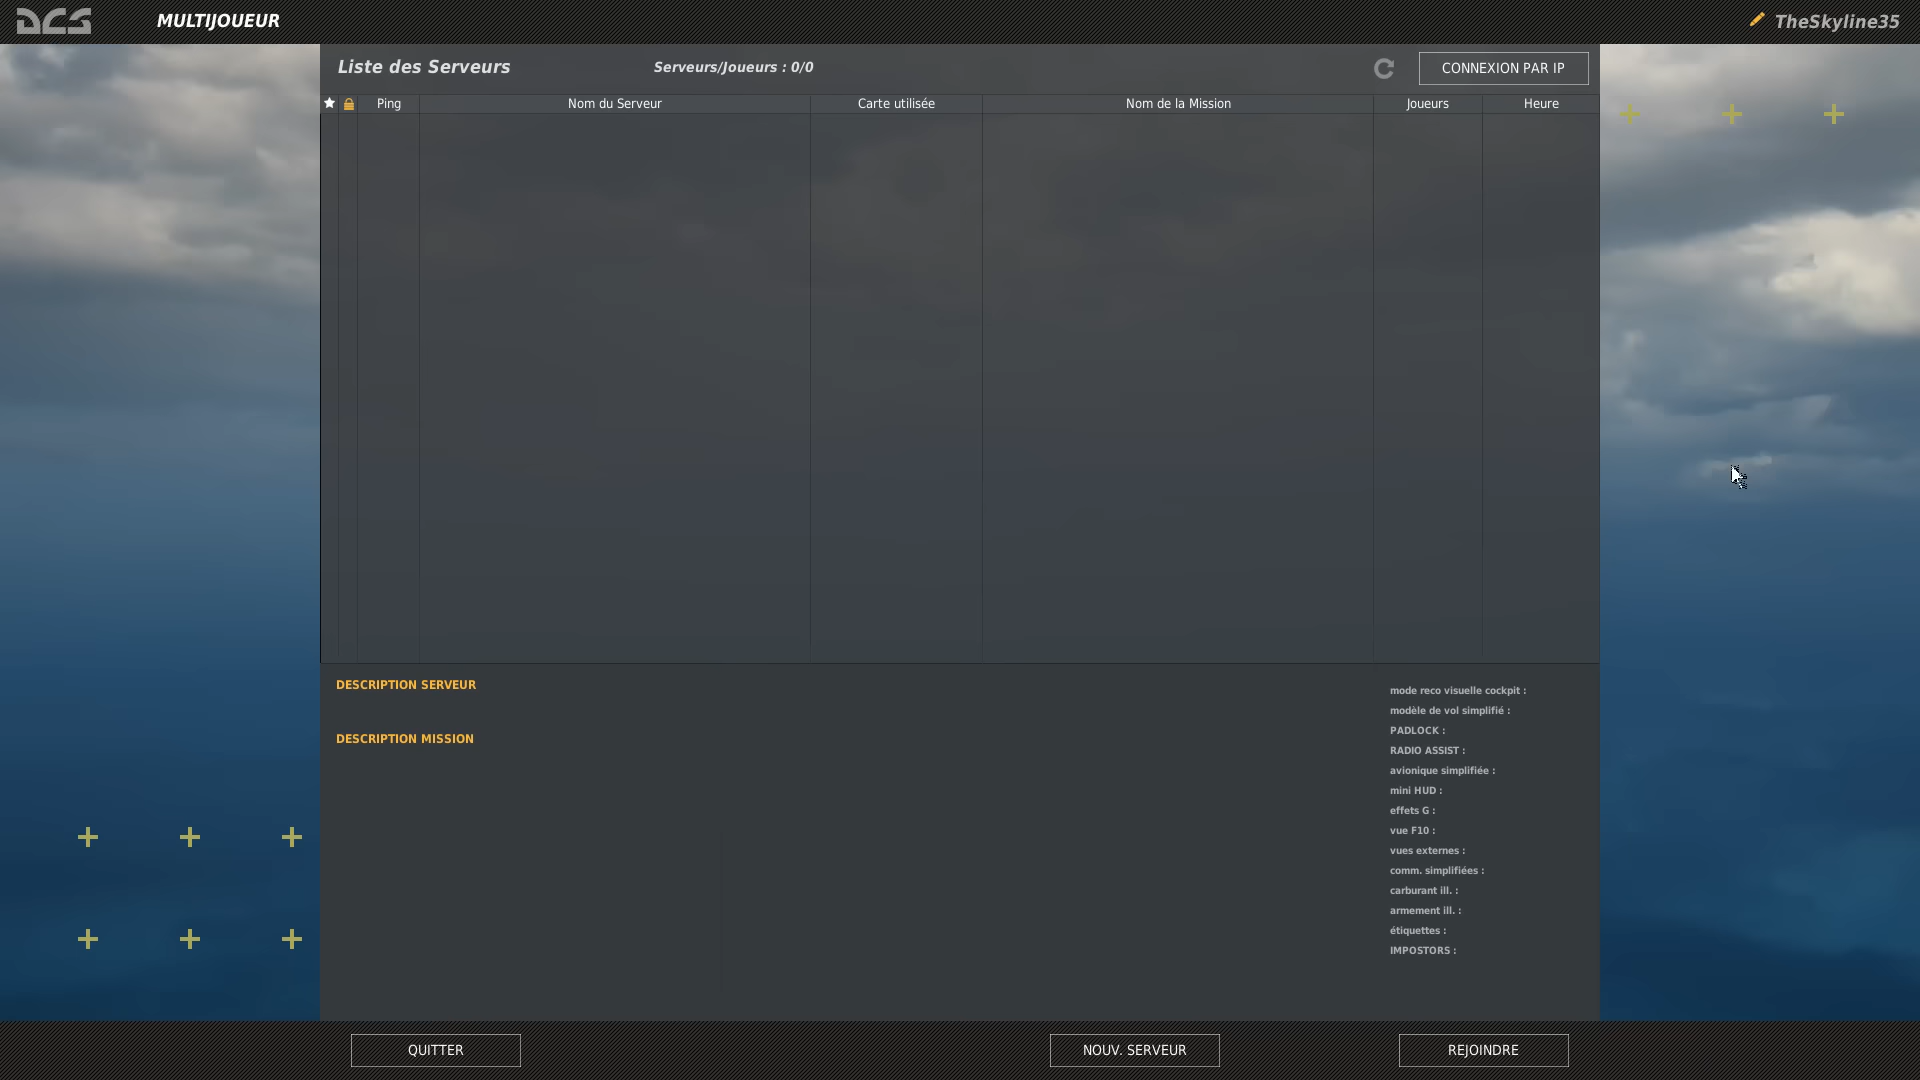 DCS
MULTIJOUEUR
TheSkyline35
Liste des Serveurs
Serveurs/Joueurs : 0/0
CONNEXION PAR IP
Ping
Nom du Serveur
Carte utilisée
Nom de la Mission
Joueurs
Heure
DESCRIPTION SERVEUR
DESCRIPTION MISSION
mode reco visuelle cockpit :
modèle de vol simplifié :
PADLOCK :
RADIO ASSIST :
avionique simplifiée :
mini HUD :
effets G :
vue F10 :
vues externes :
comm. simplifiées :
carburant ill. :
armement ill. :
étiquettes :
IMPOSTORS :
QUITTER
NOUV. SERVEUR
REJOINDRE